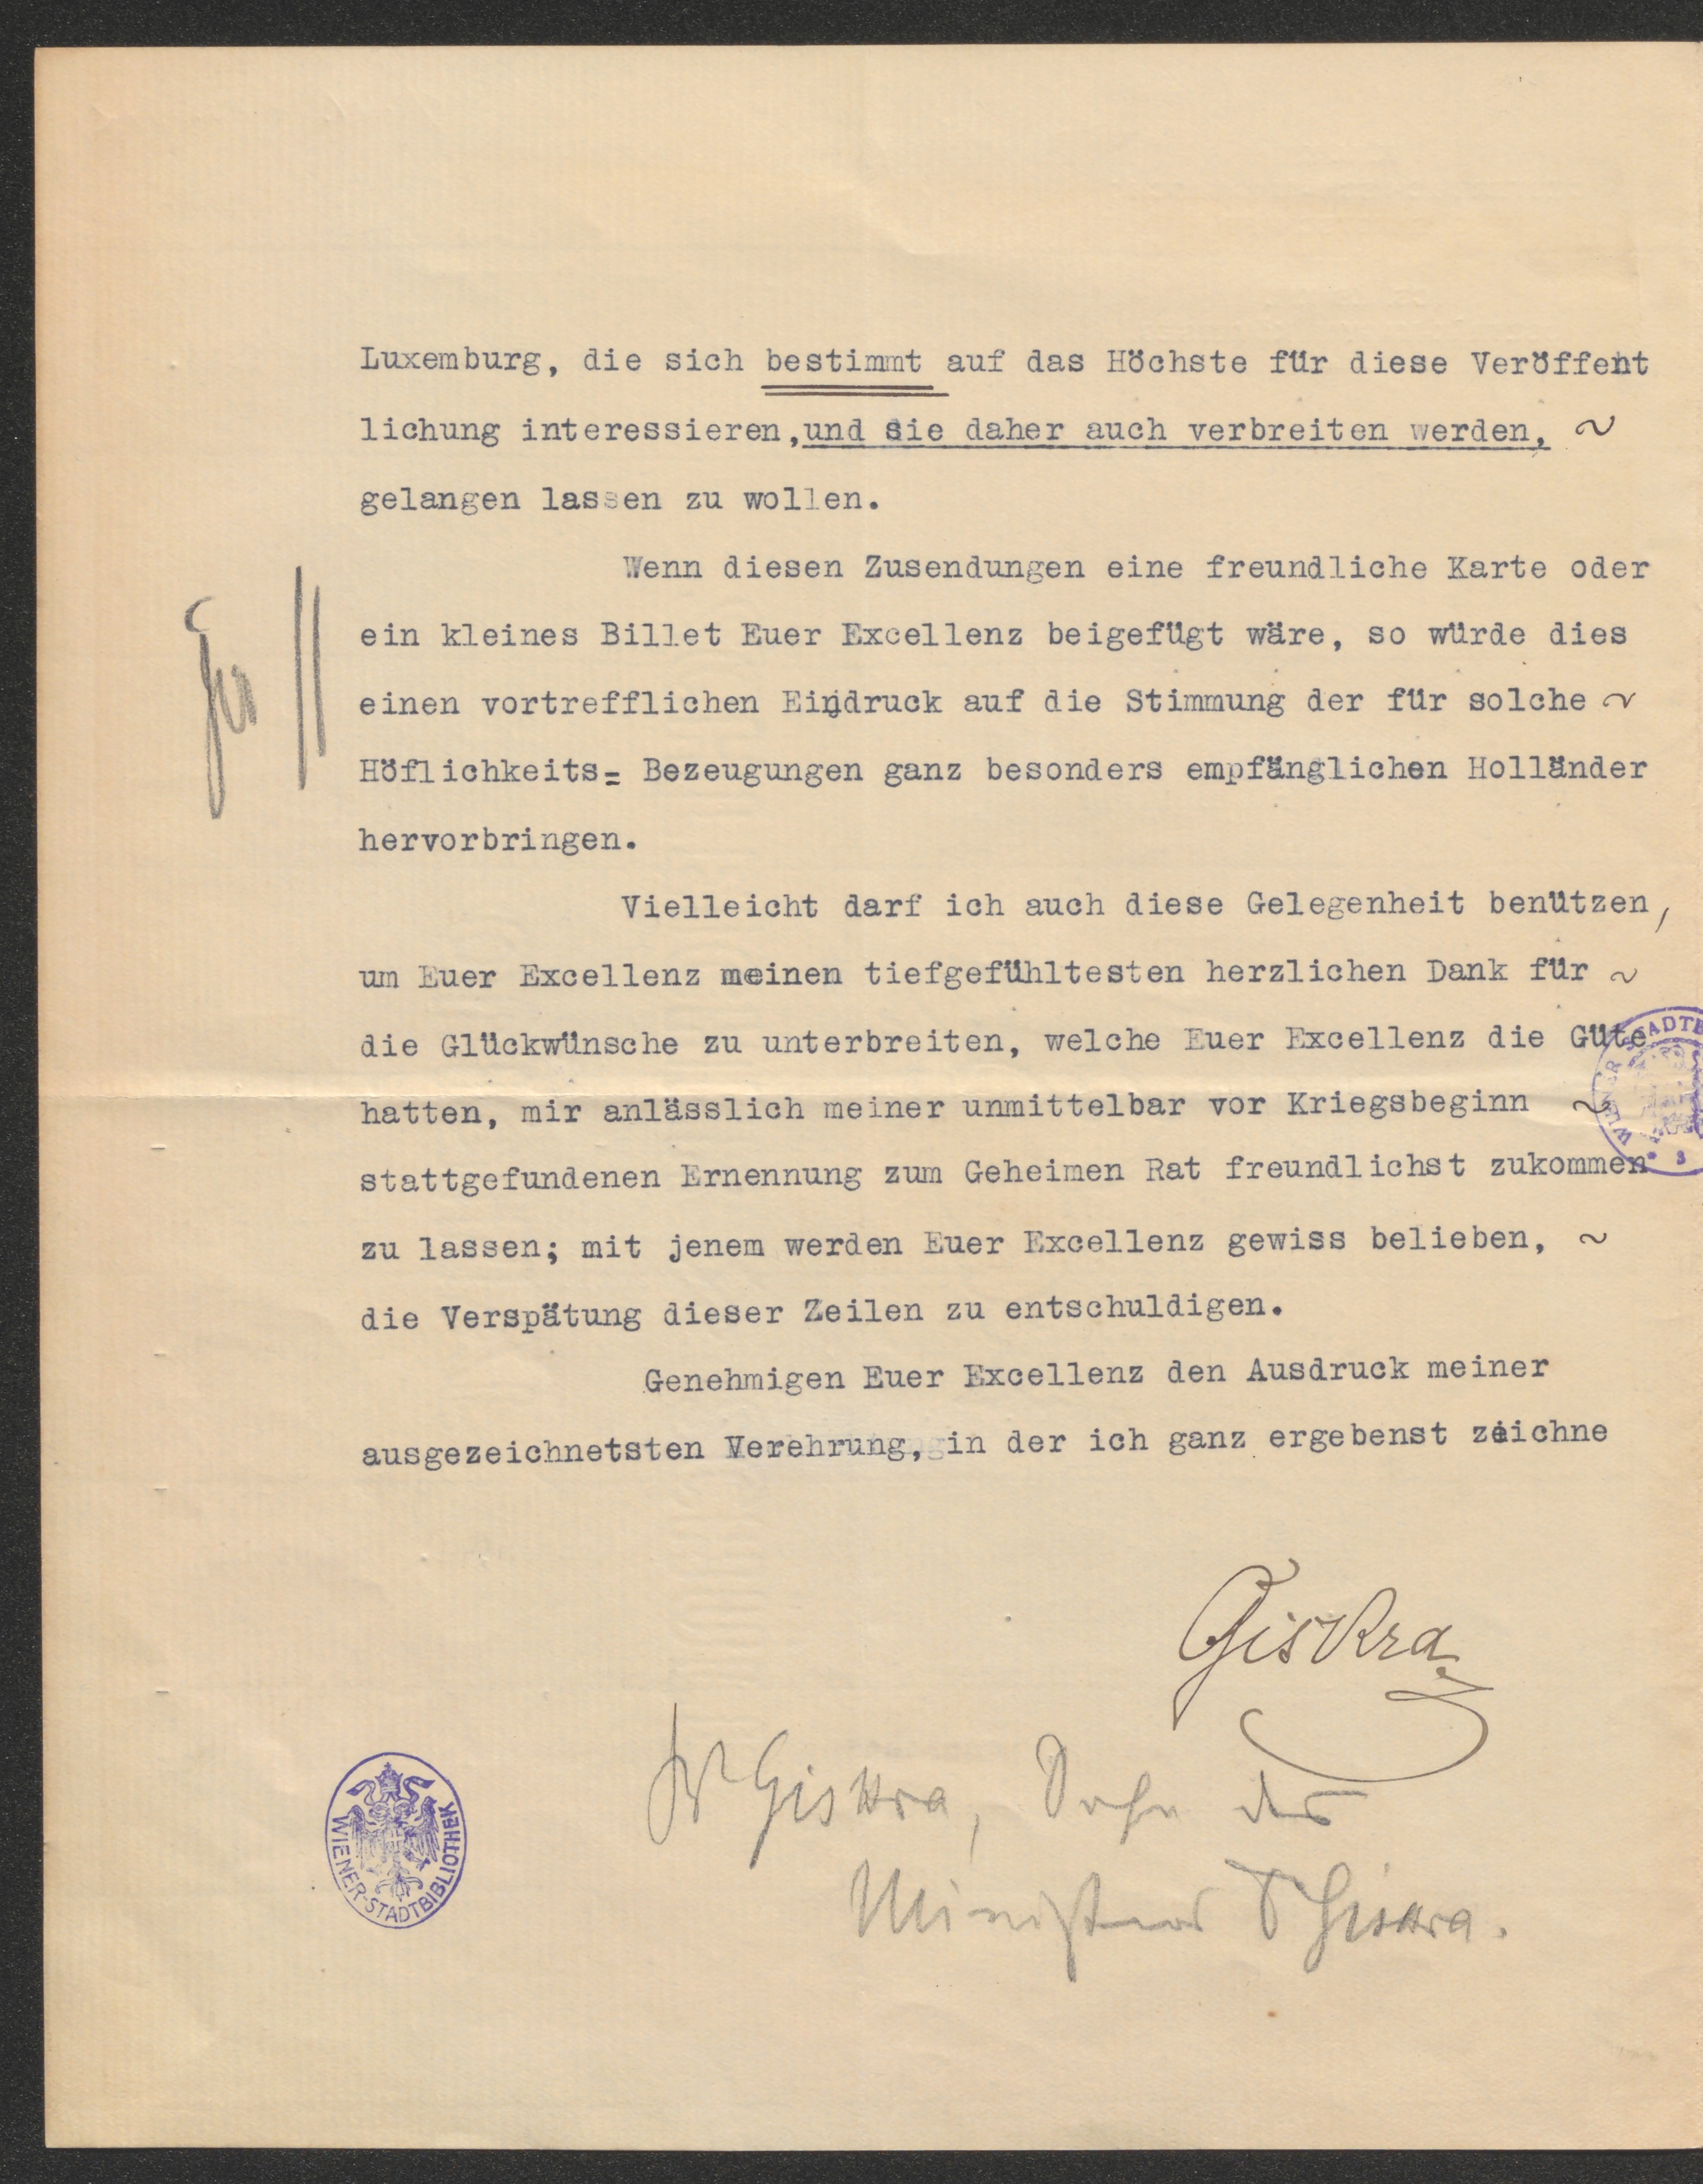 Luxemburg, die sich bestimmt auf das Höchste für diese Veröffent
lichung interessieren,und sie daher auch verbreiten werden, ~
gelangen lassen zu wollen.
Wenn diesen Zusendungen eine freundliche Karte oder
ein kleines Billet Euer Excellenz beigefügt wäre, so würde dies
einen vortrefflichen Eindruck auf die Stimmung der für solche ~
Höflichkeits= Bezeugungen ganz besonders empfänglichen Holländer
hervorbringen.
Vielleicht darf ich auch diese Gelegenheit benützen,
um Euer Excellenz meinen tiefgefühltesten herzlichen Dank für ~
die Glückwünsche zu unterbreiten, welche Euer Excellenz die Güte
hatten, mir anlässlich meiner unmittelbar vor Kriegsbeginn ~
stattgefundenen Ernennung zum Geheimen Rat freundlichst zukommen
zu lassen; mit jenem werden Euer Excellenz gewiss belieben, ~
die Verspätung dieser Zeilen zu entschuldigen.
Genehmigen Euer Excellenz den Ausdruck meiner
ausgezeichnetsten Verehrung, in der ich ganz ergebenst zeichne
Giskra
Giskra, Sohn des
Ministers Giskra.
WIENER-STADTBIBLIOTHEK
WIENER STADTB
3